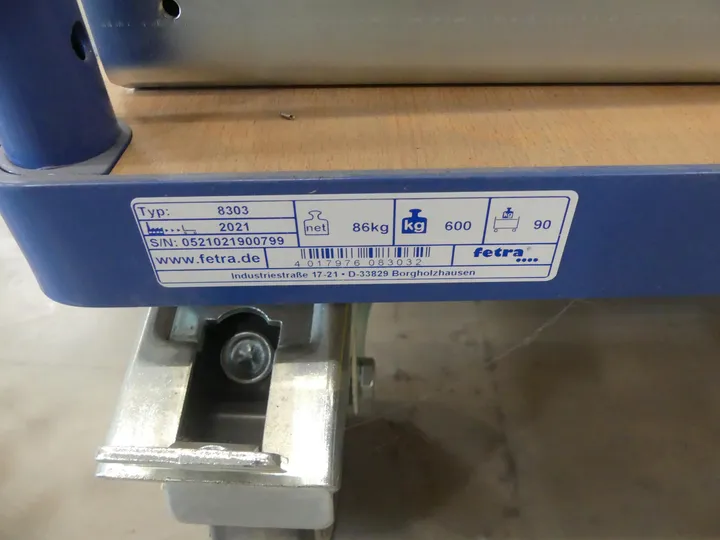 Typ: 8303
2021
S/N: 0521021900799
net 86kg
kg 600
kg 90
www.fetra.de
4 017976 083032
fetra®
Industriestraße 17-21 • D-33829 Borgholzhausen